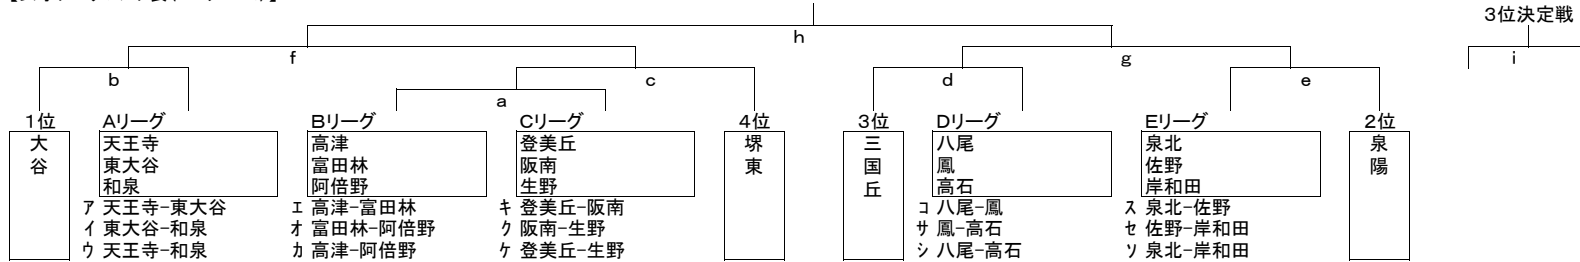 3位決定戦
h
f
g
i
b
c
d
e
a
1位
Aリーグ
Bリーグ
Cリーグ
4位
3位
Dリーグ
Eリーグ
2位
大谷
天王寺
東大谷
和泉
高津
富田林
阿倍野
登美丘
阪南
生野
堺東
三国丘
八尾
鳳
高石
泉北
佐野
岸和田
泉陽
ア 天王寺−東大谷
イ 東大谷−和泉
ウ 天王寺−和泉
エ 高津−富田林
オ 富田林−阿倍野
カ 高津−阿倍野
キ 登美丘−阪南
ク 阪南−生野
ケ 登美丘−生野
コ 八尾−鳳
サ 鳳−高石
シ 八尾−高石
ス 泉北−佐野
セ 佐野−岸和田
ソ 泉北−岸和田